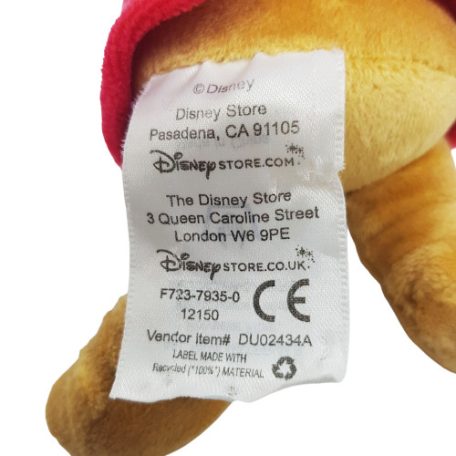 © Disney
Disney Store
Pasadena, CA 91105
DISNEYSTORE.COM
The Disney Store
3 Queen Caroline Street
London W6 9PE
DISNEYSTORE.CO.UK
F723-7935-0
12150
CE
Vendor Item# DU02434A
LABEL MADE WITH
Recycled (*100%*) MATERIAL